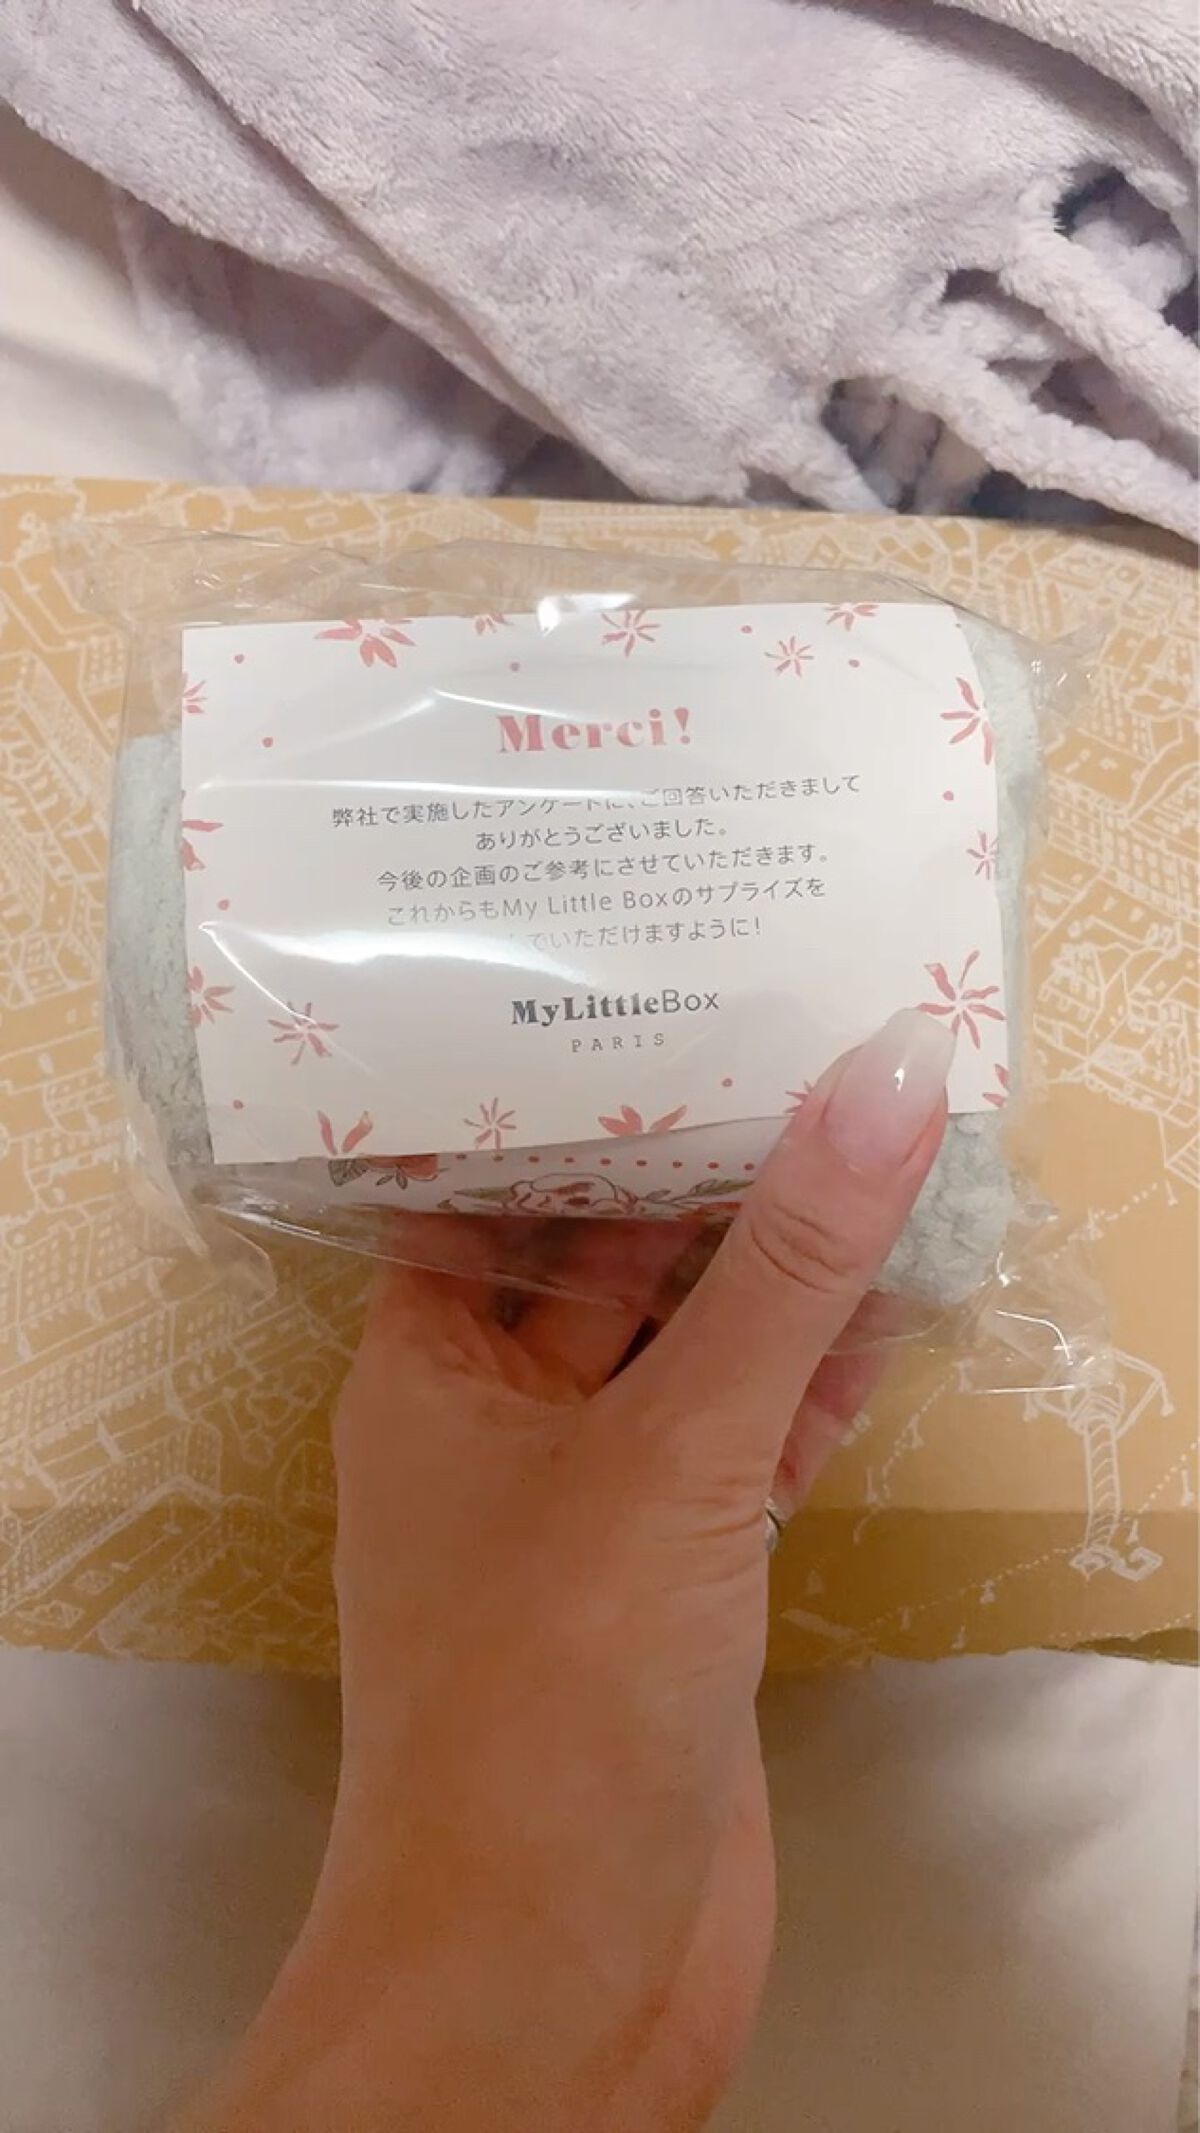 Merci!
弊社で実施したアンケートに、ご回答いただきまして
ありがとうございました。
今後の企画のご参考にさせていただきます。
これからもMy Little Boxのサプライズを
でいただけますように!
MyLittleBox
PARIS